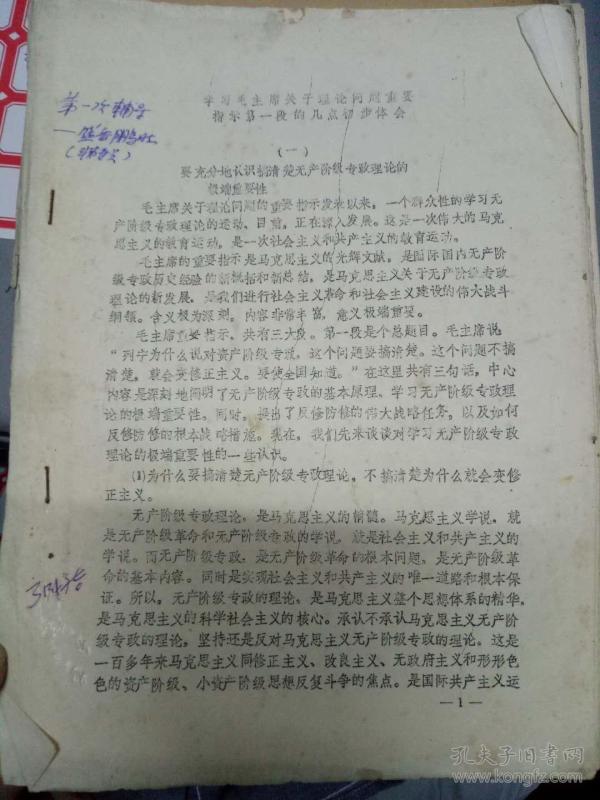 第一次辅导
学习毛主席关于理论问题重要
指示第一段的几点初步体会
(一)
要充分地认识搞清楚无产阶级专政理论的
极端重要性
毛主席关于理论问题的重要指示发表以来，一个群众性的学习无
产阶级专政理论的运动、目前，正在深入发展。这是一次伟大的马克
思主义的教育运动，是一次社会主义和共产主义的教育运动。
毛主席的重要指示是马克思主义的光辉文献，是国际国内无产阶
级专政历史经验的新概括和新总结，是马克思主义关于无产阶级专政
理论的新发展，是我们进行社会主义革命和社会主义建设的伟大战斗
纲领。含义极为深刻，内容非常丰富，意义极端重要。
毛主席重要指示，共有三大段。第一段是个总题目。毛主席说
“列宁为什么说对资产阶级专政，这个问题要搞清楚。这个问题不搞
清楚，就会变修正主义。要使全国知道。”在这里共有三句话，中心
内容是深刻地阐明了无产阶级专政的基本原理、学习无产阶级专政理
论的极端重要性。同时，提出了反修防修的伟大战略任务，以及如何
反修防修的根本战略措施。现在，我们先来谈谈对学习无产阶级专政
理论的极端重要性的一些认识。
(1)为什么要搞清楚无产阶级专政理论，不搞清楚为什么就会变修
正主义。
无产阶级专政理论，是马克思主义的精髓。马克思主义学说，就
是无产阶级革命和无产阶级专政的学说，就是社会主义和共产主义的
学说。而无产阶级专政，是无产阶级革命的根本问题，是无产阶级革
命的基本内容。同时是实现社会主义和共产主义的唯一道路和根本保
证。所以，无产阶级专政的理论，是马克思主义整个思想体系的精华，
是马克思主义的科学社会主义的核心。承认不承认马克思主义无产阶
级专政的理论，坚持还是反对马克思主义无产阶级专政的理论。这是
一百多年来马克思主义同修正主义、改良主义、无政府主义和形形色
色的资产阶级、小资产阶级思想反复斗争的焦点。是国际共产主义运
—1—
孔夫子旧书网
www.kongfz.com